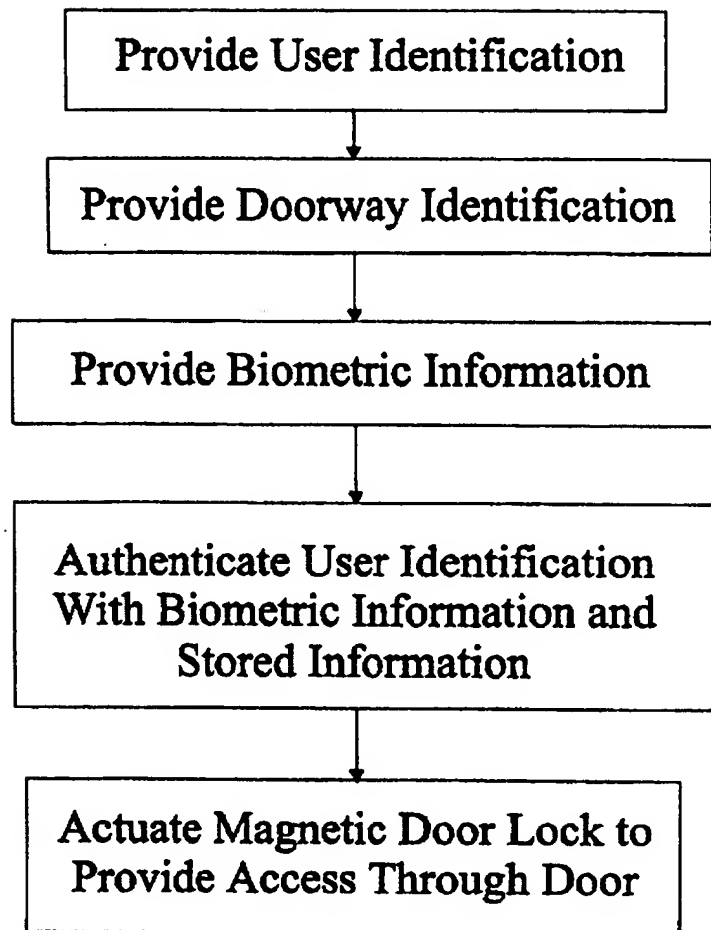 Provide User Identification
Provide Doorway Identification
Provide Biometric Information
Authenticate User Identification
With Biometric Information and
Stored Information
Actuate Magnetic Door Lock to
Provide Access Through Door